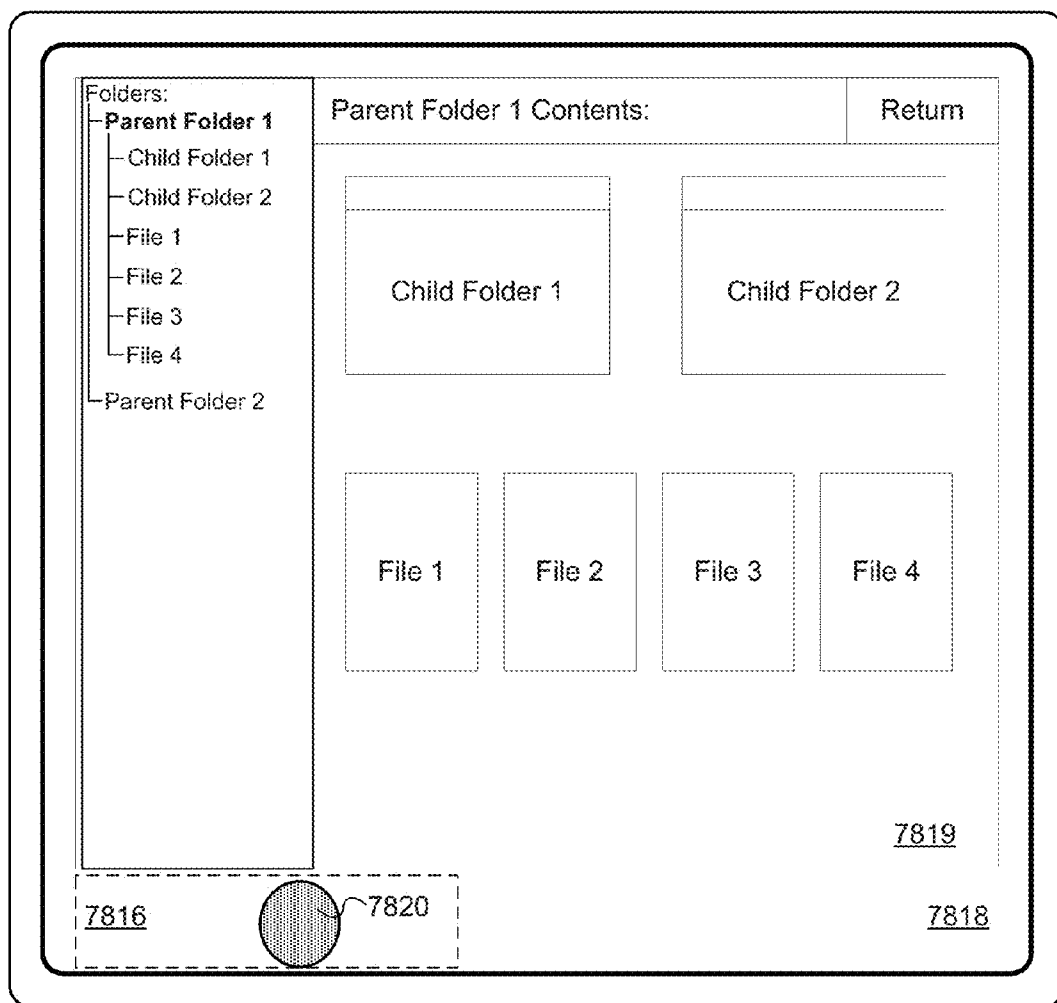 Folders:
Parent Folder 1
Child Folder 1
Child Folder 2
File 1
File 2
File 3
File 4
Parent Folder 2
Parent Folder 1 Contents:
Return
Child Folder 1
Child Folder 2
File 1
File 2
File 3
File 4
7819
7816
7820
7818